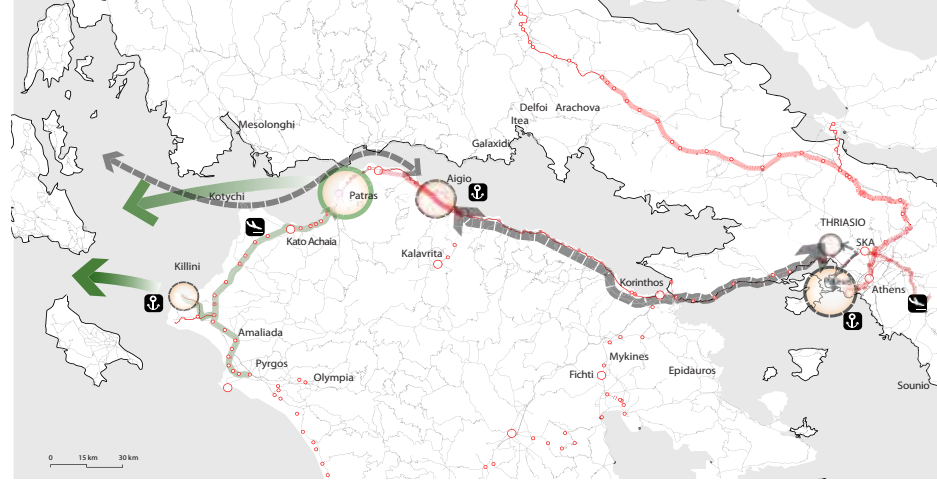 Delfoi Arachova
Itea
Mesolonghi
Galaxidi
Aigio
Kotychi
Patras
THRIASIO
Kato Achaia
SKA
Kalavrita
Killini
Korinthos
Athens
Amaliada
Mykines
Pyrgos
Epidauros
Olympia
Fichti
Sounio
0 15 km 30 km